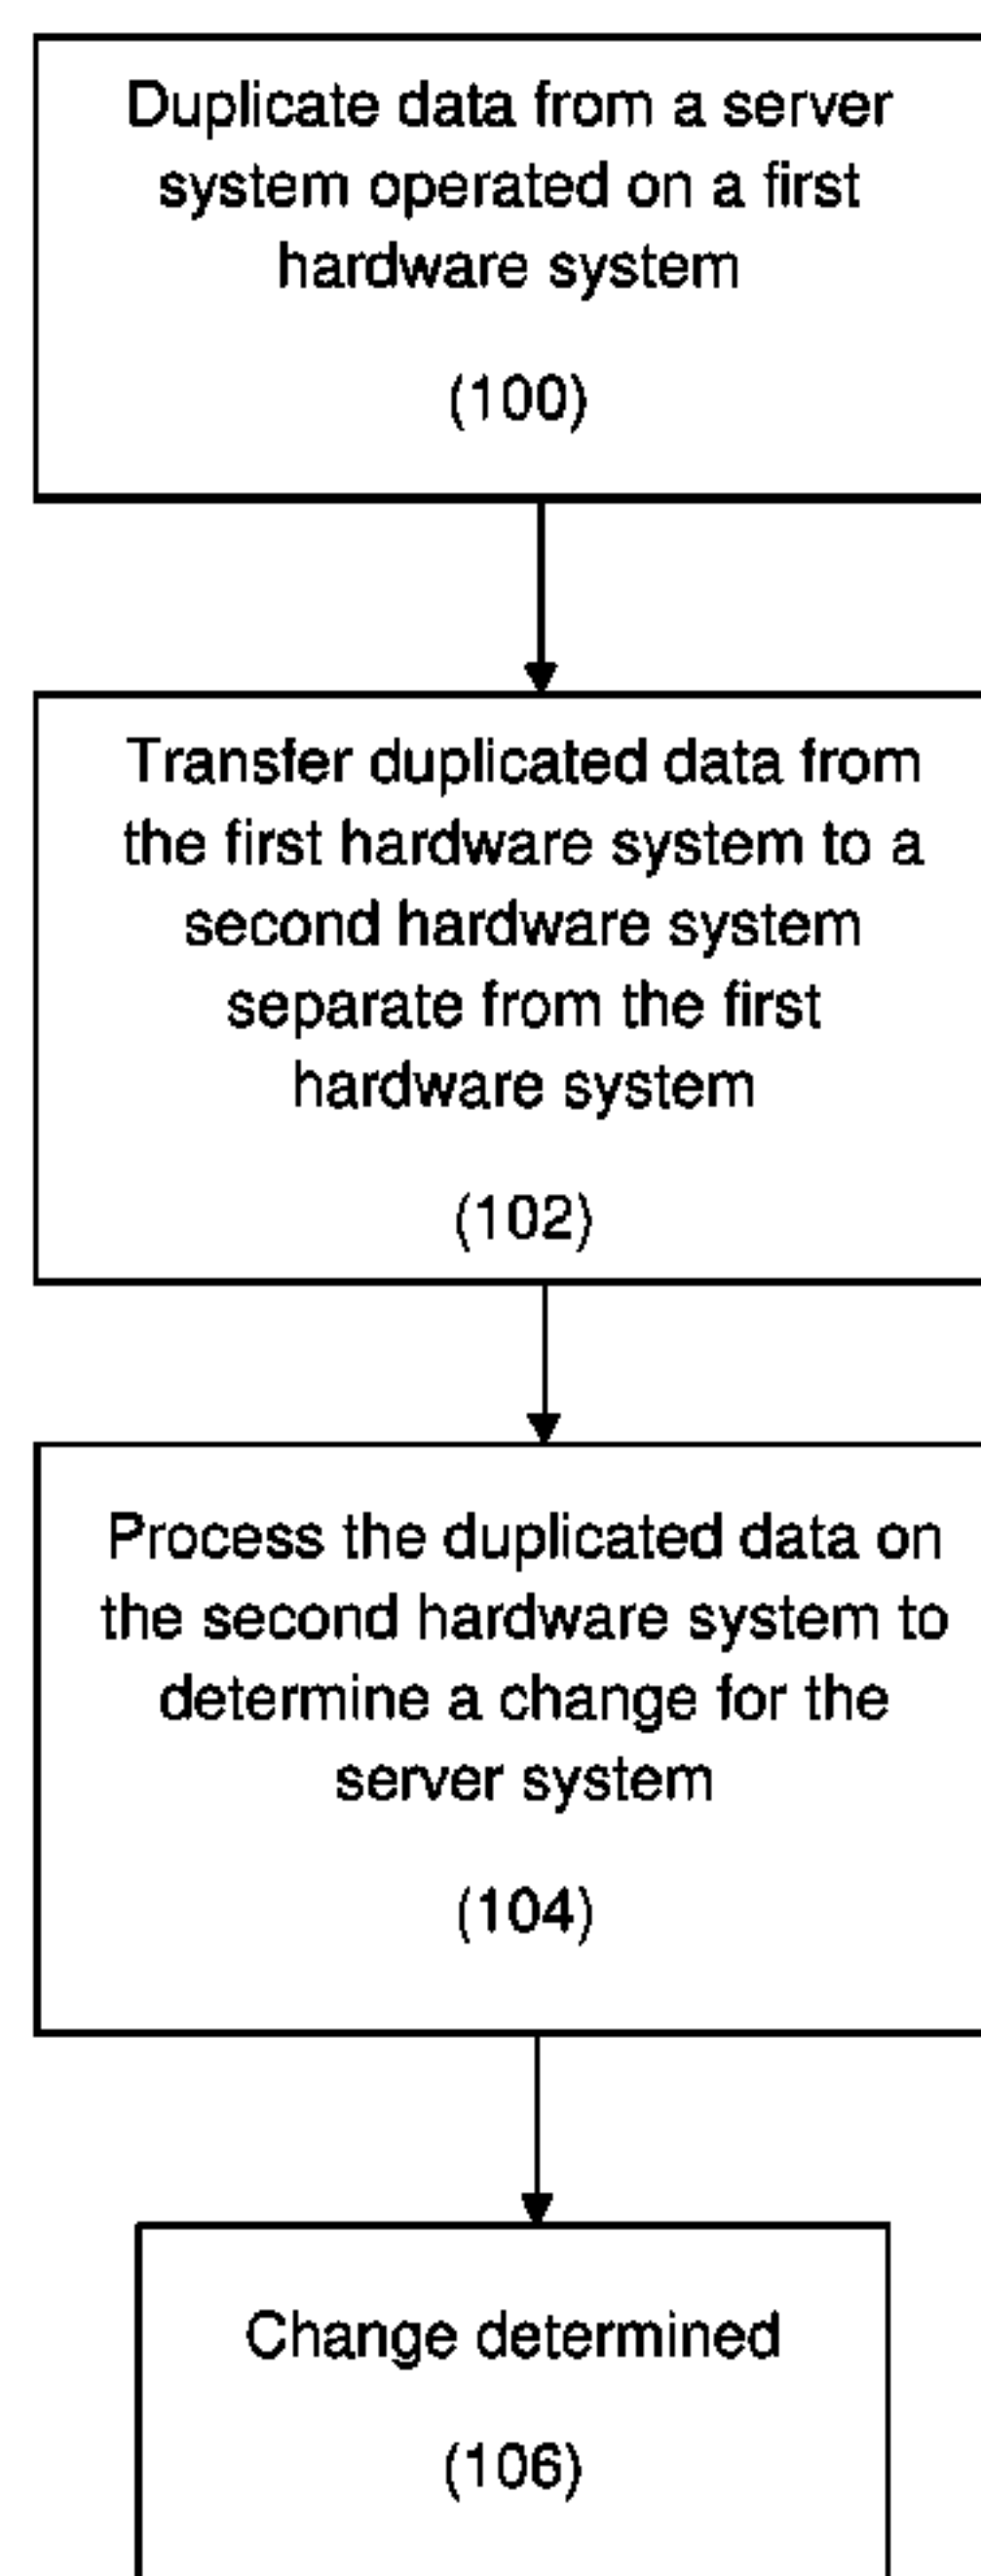 Duplicate data from a server
system operated on a first
hardware system
(100)
Transfer duplicated data from
the first hardware system to a
second hardware system
separate from the first
hardware system
(102)
Process the duplicated data on
the second hardware system to
determine a change for the
server system
(104)
Change determined
(106)